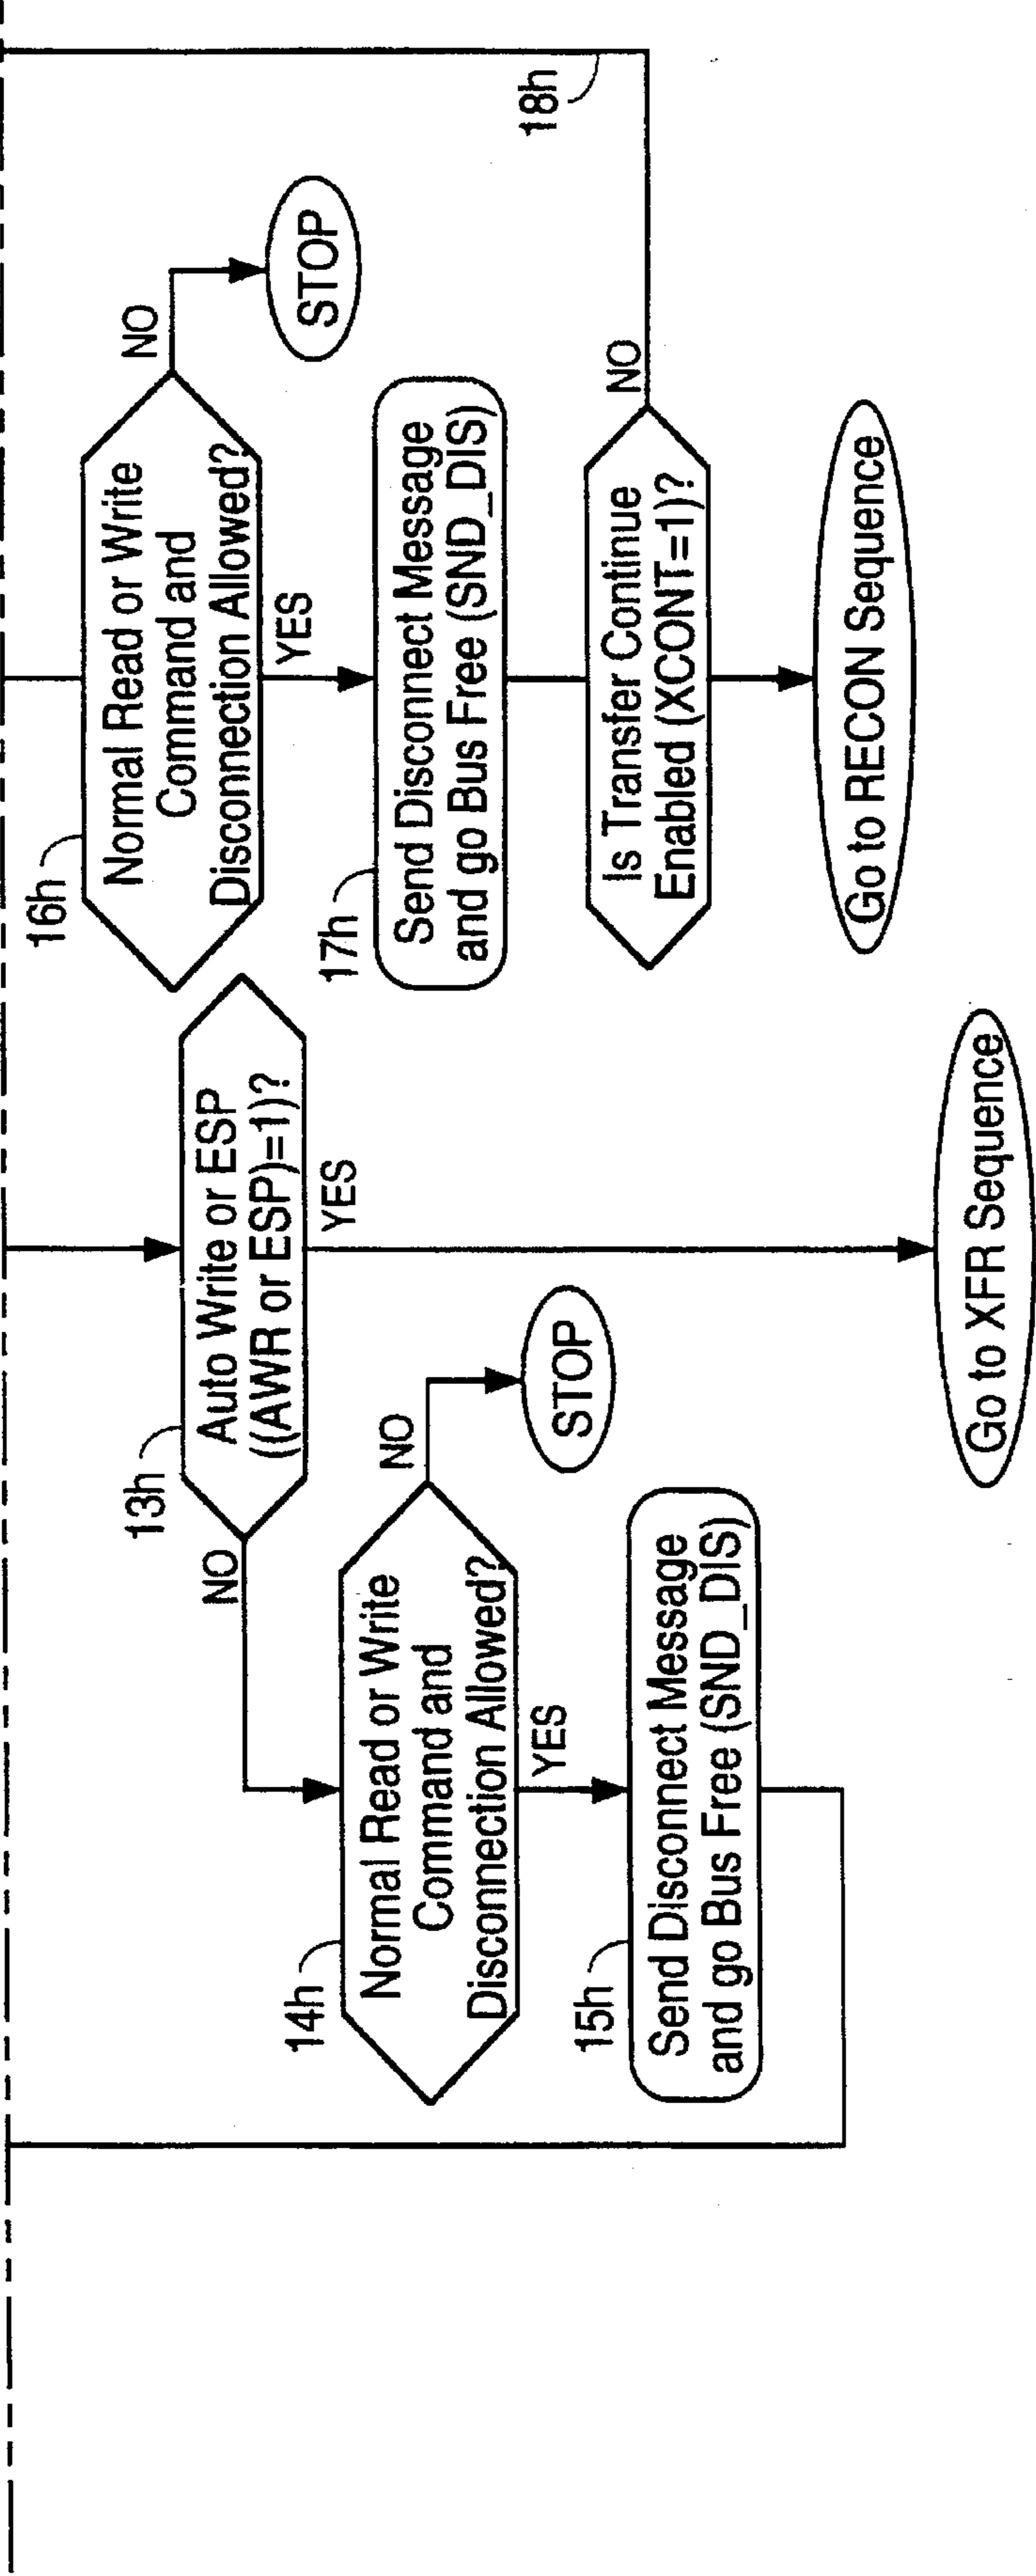 13h
Auto Write or ESP
((AWR or ESP)=1)?
NO
YES
14h
Normal Read or Write
Command and
Disconnection Allowed?
NO
STOP
YES
15h
Send Disconnect Message
and go Bus Free (SND_DIS)
Go to XFR Sequence
16h
Normal Read or Write
Command and
Disconnection Allowed?
NO
STOP
YES
17h
Send Disconnect Message
and go Bus Free (SND_DIS)
Is Transfer Continue
Enabled (XCONT=1)?
NO
18h
Go to RECON Sequence